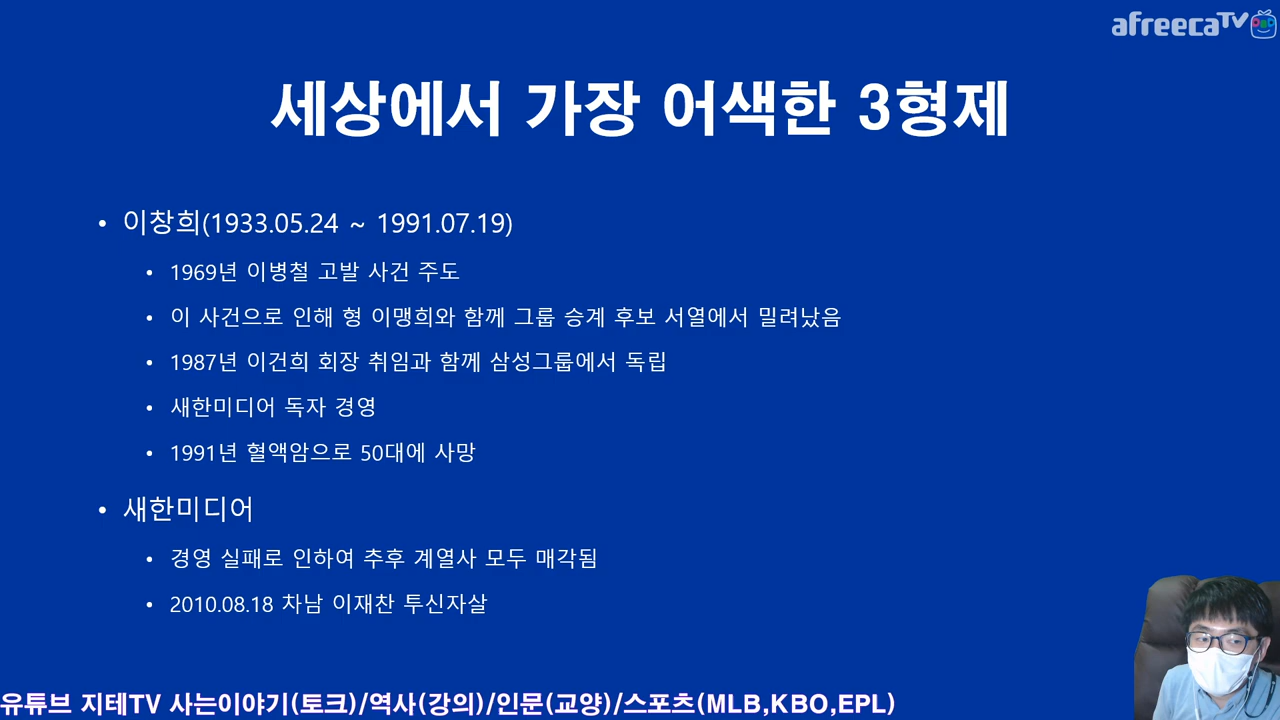 afreecaTV
세상에서 가장 어색한 3형제
• 이창희(1933.05.24 ~ 1991.07.19)
• 1969년 이병철 고발 사건 주도
• 이 사건으로 인해 형 이맹희와 함께 그룹 승계 후보 서열에서 밀려났음
• 1987년 이건희 회장 취임과 함께 삼성그룹에서 독립
• 새한미디어 독자 경영
• 1991년 혈액암으로 50대에 사망
• 새한미디어
• 경영 실패로 인하여 추후 계열사 모두 매각됨
• 2010.08.18 차남 이재찬 투신자살
유튜브 지테TV 사는이야기(토크)/역사(강의)/인문(교양)/스포츠(MLB,KBO,EPL)